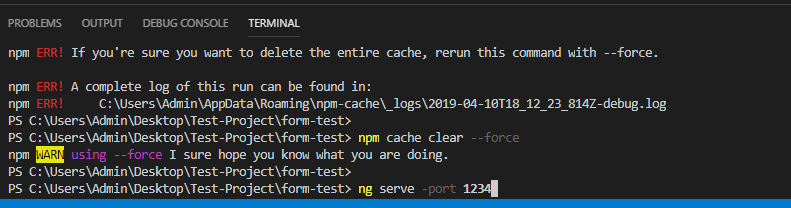 PROBLEMS OUTPUT DEBUG CONSOLE TERMINAL
npm ERR! If you're sure you want to delete the entire cache, rerun this command with --force.
npm ERR! A complete log of this run can be found in:
npm ERR!     C:\Users\Admin\AppData\Roaming\npm-cache\_logs\2019-04-10T18_12_23_814Z-debug.log
PS C:\Users\Admin\Desktop\Test-Project\form-test>
PS C:\Users\Admin\Desktop\Test-Project\form-test> npm cache clear --force
npm WARN using --force I sure hope you know what you are doing.
PS C:\Users\Admin\Desktop\Test-Project\form-test>
PS C:\Users\Admin\Desktop\Test-Project\form-test> ng serve -port 1234